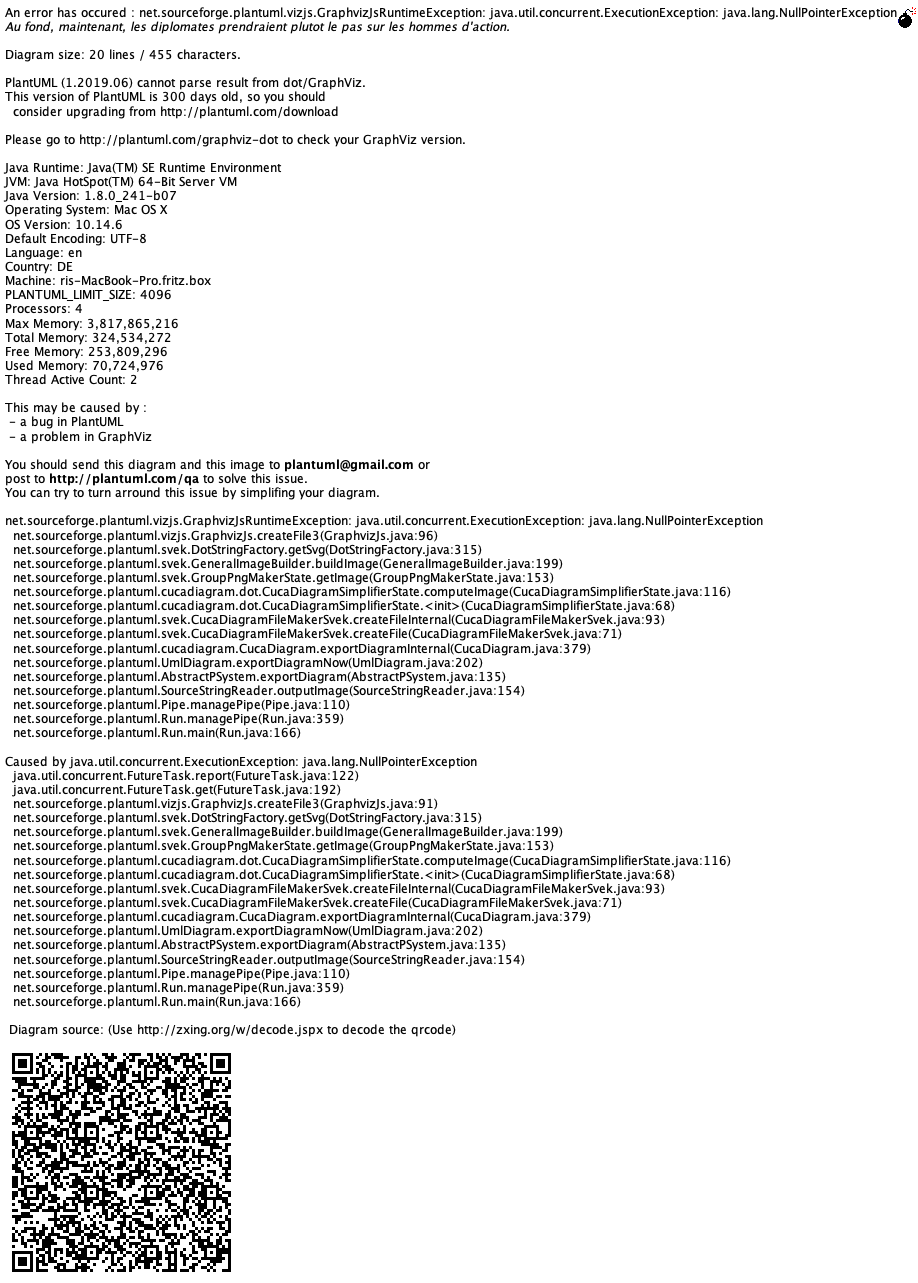 An error has occured : net.sourceforge.plantuml.vizjs.GraphvizJsRuntimeException: java.util.concurrent.ExecutionException: java.lang.NullPointerException
Au fond, maintenant, les diplomates prendraient plutot le pas sur les hommes d'action.
Diagram size: 20 lines / 455 characters.
PlantUML (1.2019.06) cannot parse result from dot/GraphViz.
This version of PlantUML is 300 days old, so you should
consider upgrading from http://plantuml.com/download
Please go to http://plantuml.com/graphviz-dot to check your GraphViz version.
Java Runtime: Java(TM) SE Runtime Environment
JVM: Java HotSpot(TM) 64-Bit Server VM
Java Version: 1.8.0_241-b07
Operating System: Mac OS X
OS Version: 10.14.6
Default Encoding: UTF-8
Language: en
Country: DE
Machine: ris-MacBook-Pro.fritz.box
PLANTUML_LIMIT_SIZE: 4096
Processors: 4
Max Memory: 3,817,865,216
Total Memory: 324,534,272
Free Memory: 253,809,296
Used Memory: 70,724,976
Thread Active Count: 2
This may be caused by :
- a bug in PlantUML
- a problem in GraphViz
You should send this diagram and this image to plantuml@gmail.com or
post to http://plantuml.com/qa to solve this issue.
You can try to turn arround this issue by simplifing your diagram.
net.sourceforge.plantuml.vizjs.GraphvizJsRuntimeException: java.util.concurrent.ExecutionException: java.lang.NullPointerException
net.sourceforge.plantuml.vizjs.GraphvizJs.createFile3(GraphvizJs.java:96)
net.sourceforge.plantuml.svek.DotStringFactory.getSvg(DotStringFactory.java:315)
net.sourceforge.plantuml.svek.GeneralImageBuilder.buildImage(GeneralImageBuilder.java:199)
net.sourceforge.plantuml.svek.GroupPngMakerState.getImage(GroupPngMakerState.java:153)
net.sourceforge.plantuml.cucadiagram.dot.CucaDiagramSimplifierState.computeImage(CucaDiagramSimplifierState.java:116)
net.sourceforge.plantuml.cucadiagram.dot.CucaDiagramSimplifierState.<init>(CucaDiagramSimplifierState.java:68)
net.sourceforge.plantuml.svek.CucaDiagramFileMakerSvek.createFileInternal(CucaDiagramFileMakerSvek.java:93)
net.sourceforge.plantuml.svek.CucaDiagramFileMakerSvek.createFile(CucaDiagramFileMakerSvek.java:71)
net.sourceforge.plantuml.cucadiagram.CucaDiagram.exportDiagramInternal(CucaDiagram.java:379)
net.sourceforge.plantuml.UmlDiagram.exportDiagramNow(UmlDiagram.java:202)
net.sourceforge.plantuml.AbstractPSystem.exportDiagram(AbstractPSystem.java:135)
net.sourceforge.plantuml.SourceStringReader.outputImage(SourceStringReader.java:154)
net.sourceforge.plantuml.Pipe.managePipe(Pipe.java:110)
net.sourceforge.plantuml.Run.managePipe(Run.java:359)
net.sourceforge.plantuml.Run.main(Run.java:166)
Caused by java.util.concurrent.ExecutionException: java.lang.NullPointerException
java.util.concurrent.FutureTask.report(FutureTask.java:122)
java.util.concurrent.FutureTask.get(FutureTask.java:192)
net.sourceforge.plantuml.vizjs.GraphvizJs.createFile3(GraphvizJs.java:91)
net.sourceforge.plantuml.svek.DotStringFactory.getSvg(DotStringFactory.java:315)
net.sourceforge.plantuml.svek.GeneralImageBuilder.buildImage(GeneralImageBuilder.java:199)
net.sourceforge.plantuml.svek.GroupPngMakerState.getImage(GroupPngMakerState.java:153)
net.sourceforge.plantuml.cucadiagram.dot.CucaDiagramSimplifierState.computeImage(CucaDiagramSimplifierState.java:116)
net.sourceforge.plantuml.cucadiagram.dot.CucaDiagramSimplifierState.<init>(CucaDiagramSimplifierState.java:68)
net.sourceforge.plantuml.svek.CucaDiagramFileMakerSvek.createFileInternal(CucaDiagramFileMakerSvek.java:93)
net.sourceforge.plantuml.svek.CucaDiagramFileMakerSvek.createFile(CucaDiagramFileMakerSvek.java:71)
net.sourceforge.plantuml.cucadiagram.CucaDiagram.exportDiagramInternal(CucaDiagram.java:379)
net.sourceforge.plantuml.UmlDiagram.exportDiagramNow(UmlDiagram.java:202)
net.sourceforge.plantuml.AbstractPSystem.exportDiagram(AbstractPSystem.java:135)
net.sourceforge.plantuml.SourceStringReader.outputImage(SourceStringReader.java:154)
net.sourceforge.plantuml.Pipe.managePipe(Pipe.java:110)
net.sourceforge.plantuml.Run.managePipe(Run.java:359)
net.sourceforge.plantuml.Run.main(Run.java:166)
Diagram source: (Use http://zxing.org/w/decode.jspx to decode the qrcode)